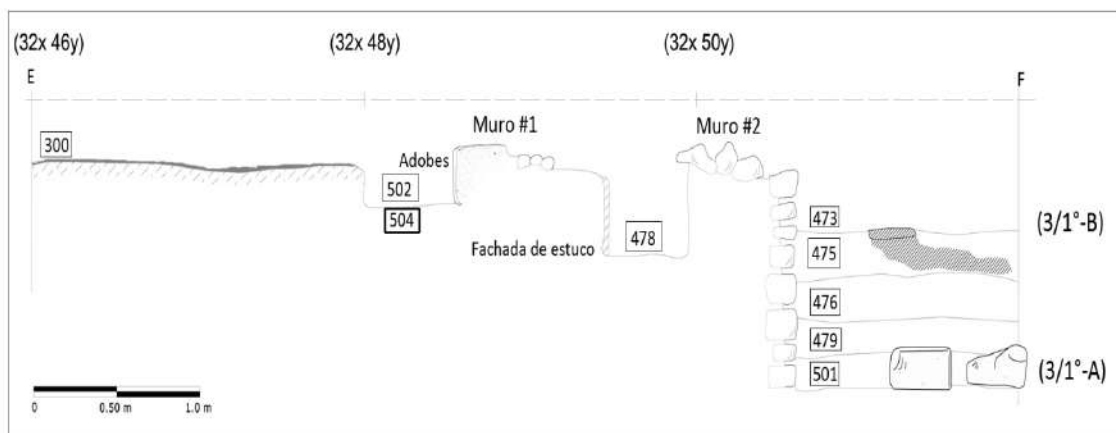 (32x 46y) (32x 48y) (32x 50y)
E F
Muro #1 Muro #2
300
Adobes
502
504
473 (3/1°-B)
Fachada de estuco 478
475
476
479
501 (3/1°-A)
0 0.50 m 1.0 m